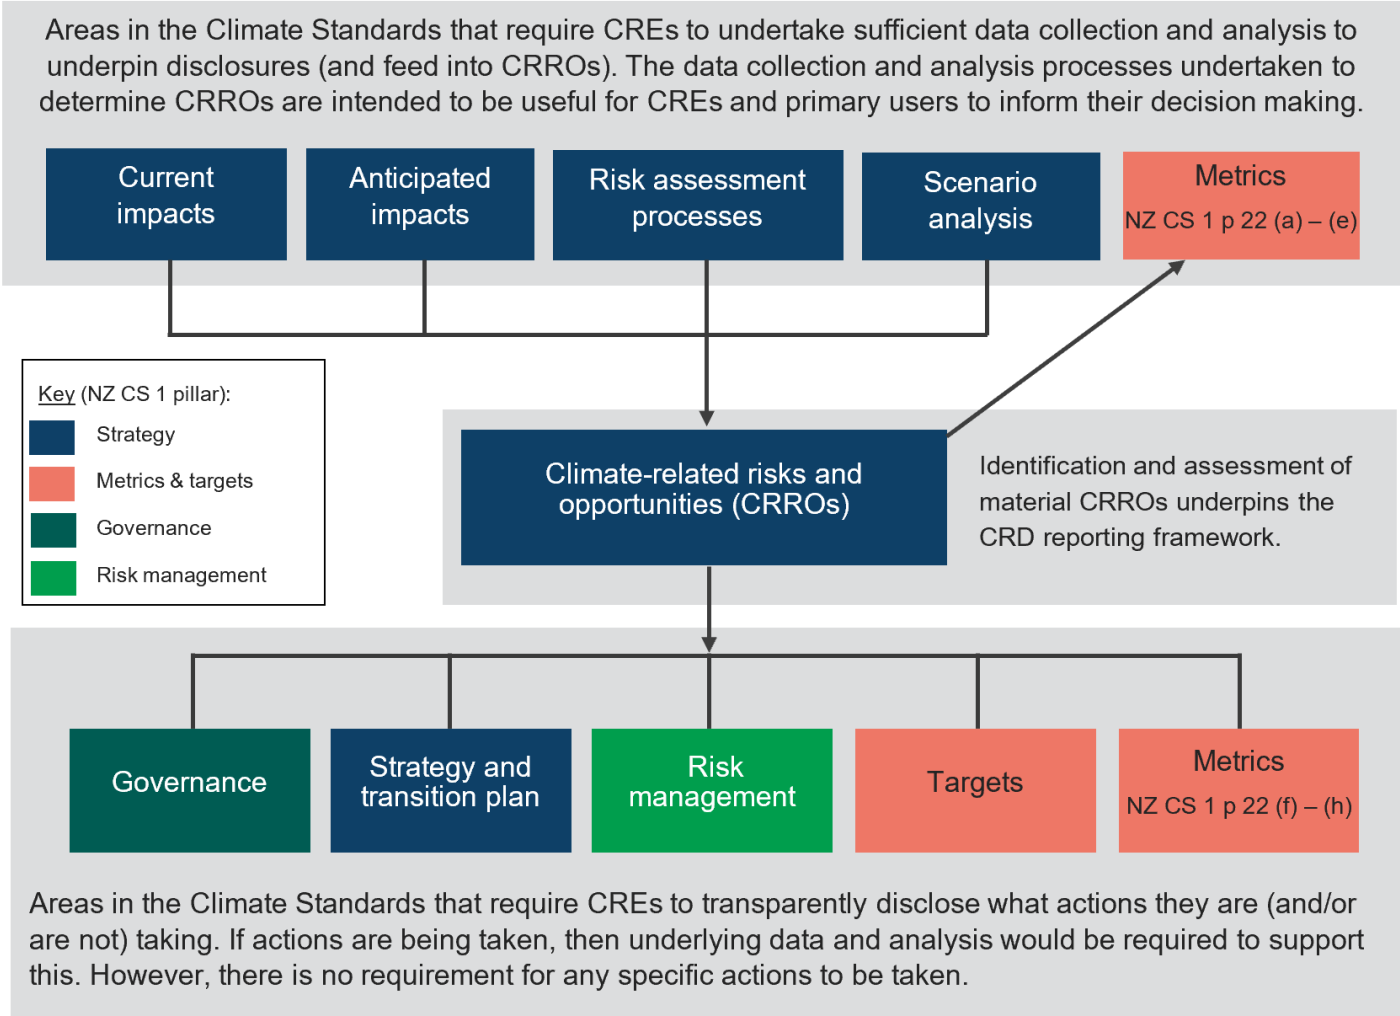 Areas in the Climate Standards that require CREs to undertake sufficient data collection and analysis to
underpin disclosures (and feed into CRROs). The data collection and analysis processes undertaken to
determine CRROs are intended to be useful for CREs and primary users to inform their decision making.
Current
impacts
Anticipated
impacts
Risk assessment
processes
Scenario
analysis
Metrics
NZ CS 1 p 22 (a) – (e)
Key (NZ CS 1 pillar):
Strategy
Metrics & targets
Governance
Risk management
Climate-related risks and
opportunities (CRROs)
Identification and assessment of
material CRROs underpins the
CRD reporting framework.
Governance
Strategy and
transition plan
Risk
management
Targets
Metrics
NZ CS 1 p 22 (f) – (h)
Areas in the Climate Standards that require CREs to transparently disclose what actions they are (and/or
are not) taking. If actions are being taken, then underlying data and analysis would be required to support
this. However, there is no requirement for any specific actions to be taken.